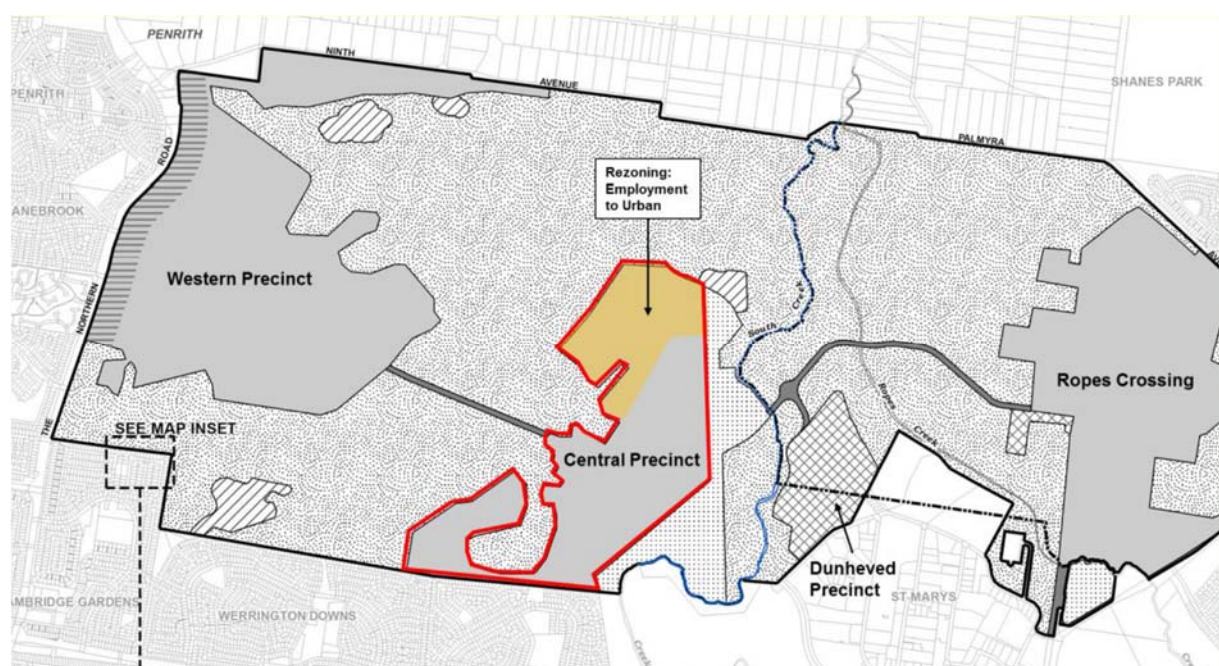 PENRITH
NINTH
AVENUE
SHANES PARK
PENRITH
PALMYRA
ROAD
Rezoning:
Employment
to Urban
ANEBROOK
Western Precinct
South
Creek
NORTHERN
Ropes Crossing
THE
SEE MAP INSET
Ropes
Creek
Central Precinct
Dunheved
Precinct
ST MARYS
AMBRIDGE GARDENS
WERRINGTON DOWNS
Creek